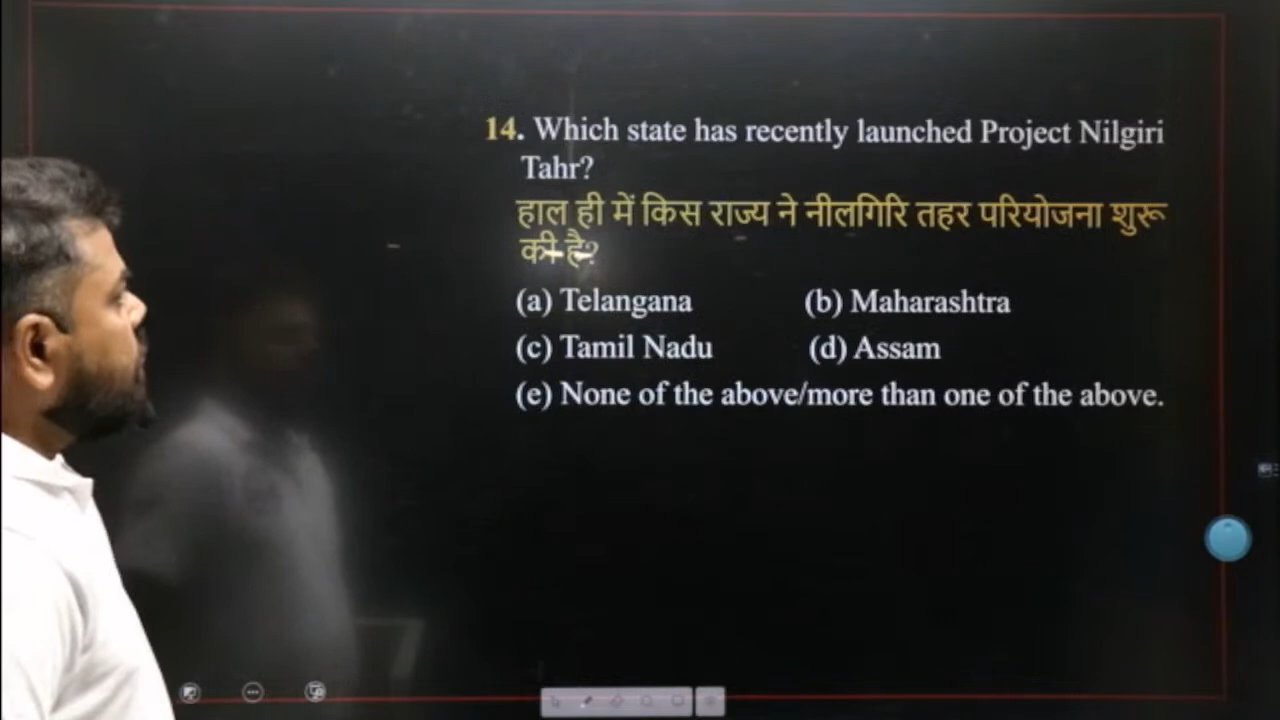 14. Which state has recently launched Project Nilgiri
Tahr?
हाल ही में किस राज्य ने नीलगिरि तहर परियोजना शुरू
की है?
(a) Telangana (b) Maharashtra
(c) Tamil Nadu (d) Assam
(e) None of the above/more than one of the above.